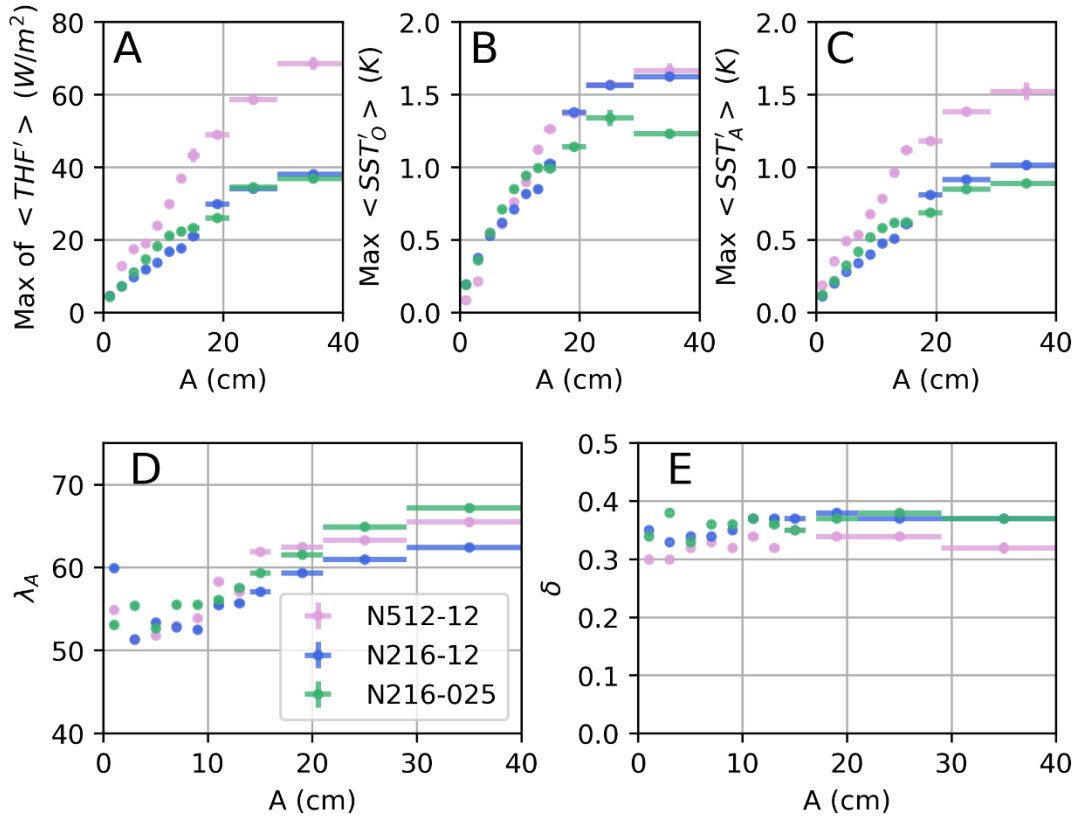 A
B
C
Max of < THF' > (W/m²)
80
60
40
20
0
0 20 40
A (cm)
Max < SST'_O > (K)
2.0
1.5
1.0
0.5
0.0
0 20 40
A (cm)
Max < SST'_A > (K)
2.0
1.5
1.0
0.5
0.0
0 20 40
A (cm)
D
λ_A
70
60
50
40
0 10 20 30 40
A (cm)
N512-12
N216-12
N216-025
E
δ
0.5
0.4
0.3
0.2
0.1
0.0
0 10 20 30 40
A (cm)